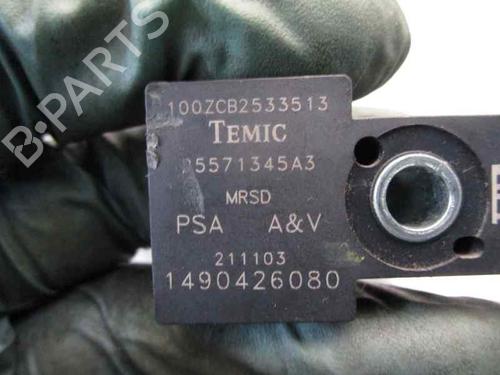 100ZCB2533513
TEMIC
5571345A3
MRSD
PSA A&V
211103
1490426080
B-PARTS